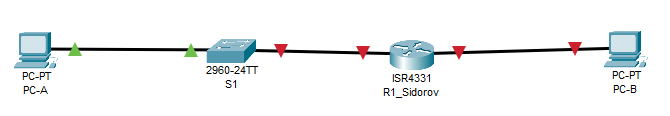 PC-PT
PC-A
2960-24TT
S1
ISR4331
R1_Sidorov
PC-PT
PC-B